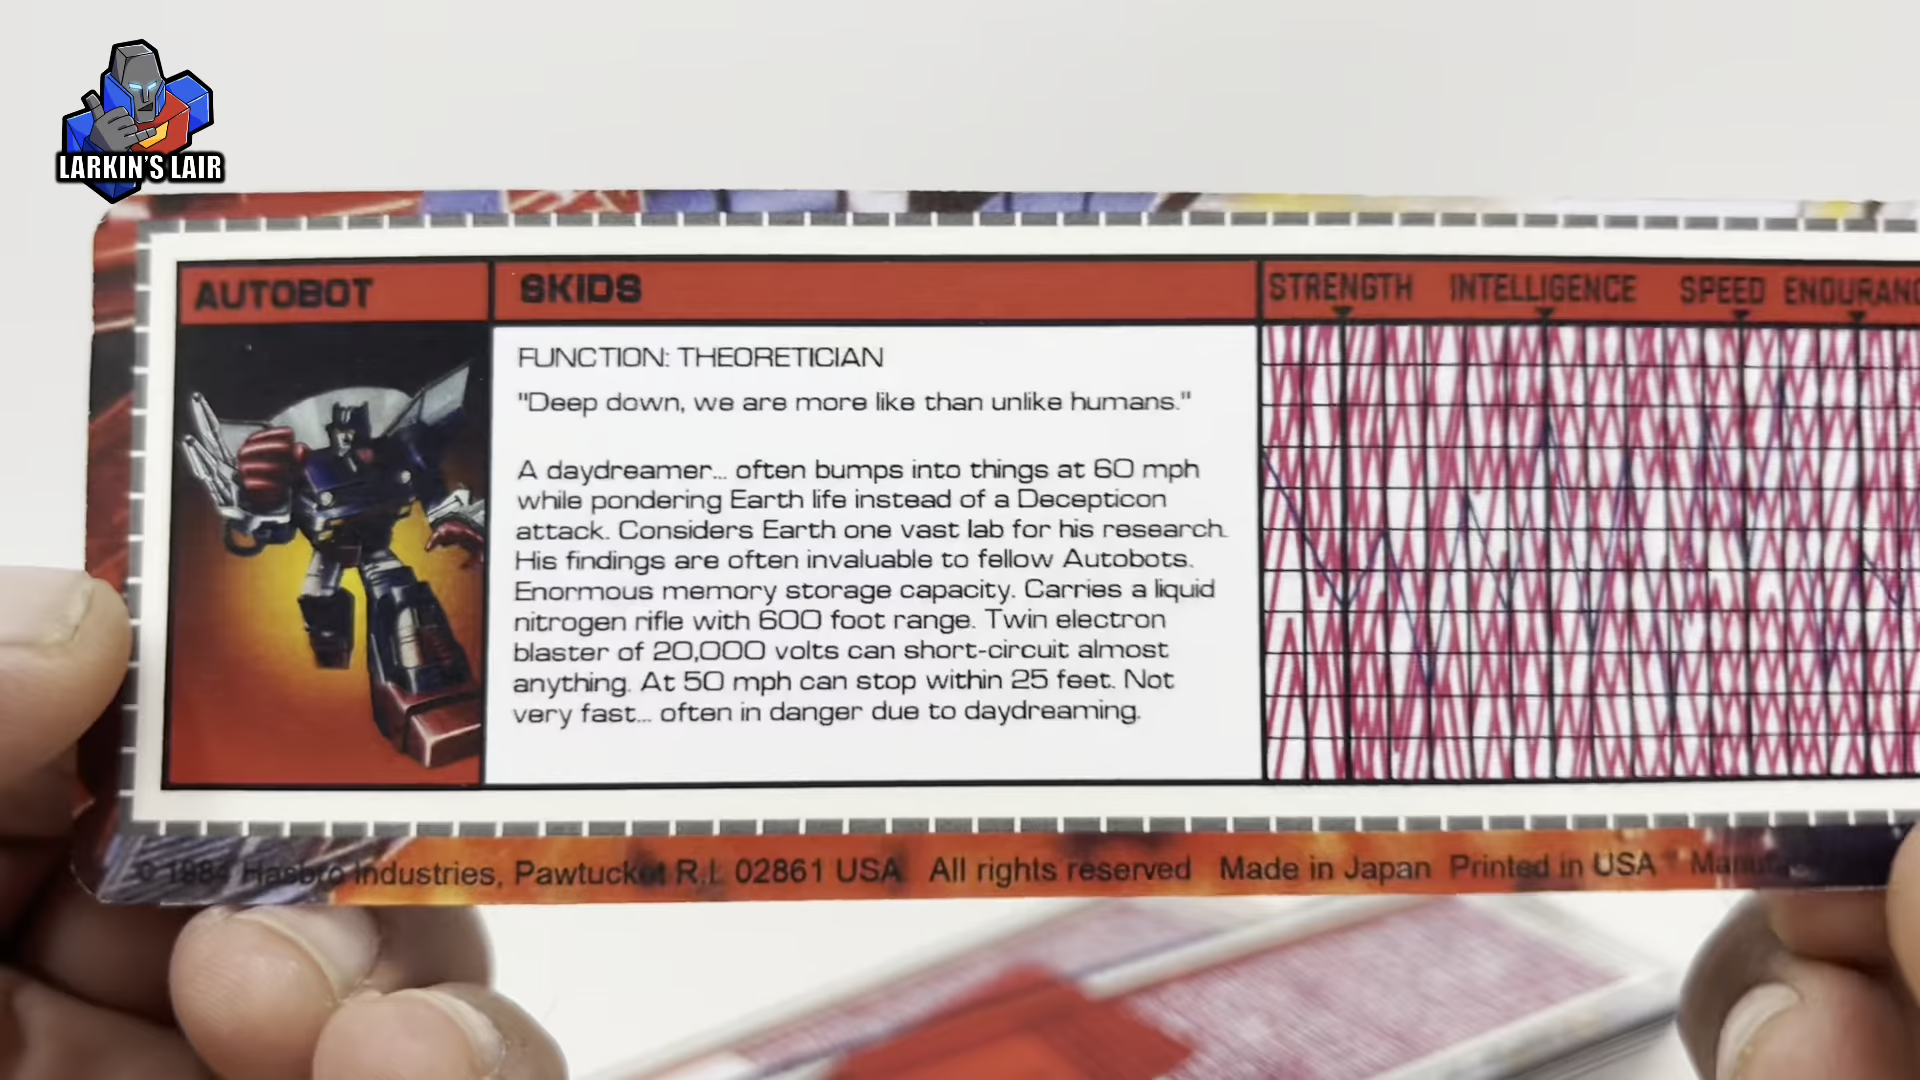 LARKIN'S LAIR
AUTOBOT
SKIDS
STRENGTH INTELLIGENCE SPEED ENDURANC
FUNCTION: THEORETICIAN
"Deep down, we are more like than unlike humans."
A daydreamer... often bumps into things at 60 mph
while pondering Earth life instead of a Decepticon
attack. Considers Earth one vast lab for his research.
His findings are often invaluable to fellow Autobots.
Enormous memory storage capacity. Carries a liquid
nitrogen rifle with 600 foot range. Twin electron
blaster of 20,000 volts can short-circuit almost
anything. At 50 mph can stop within 25 feet. Not
very fast... often in danger due to daydreaming.
© 1984 Hasbro Industries, Pawtucket R.I. 02861 USA All rights reserved Made in Japan Printed in USA